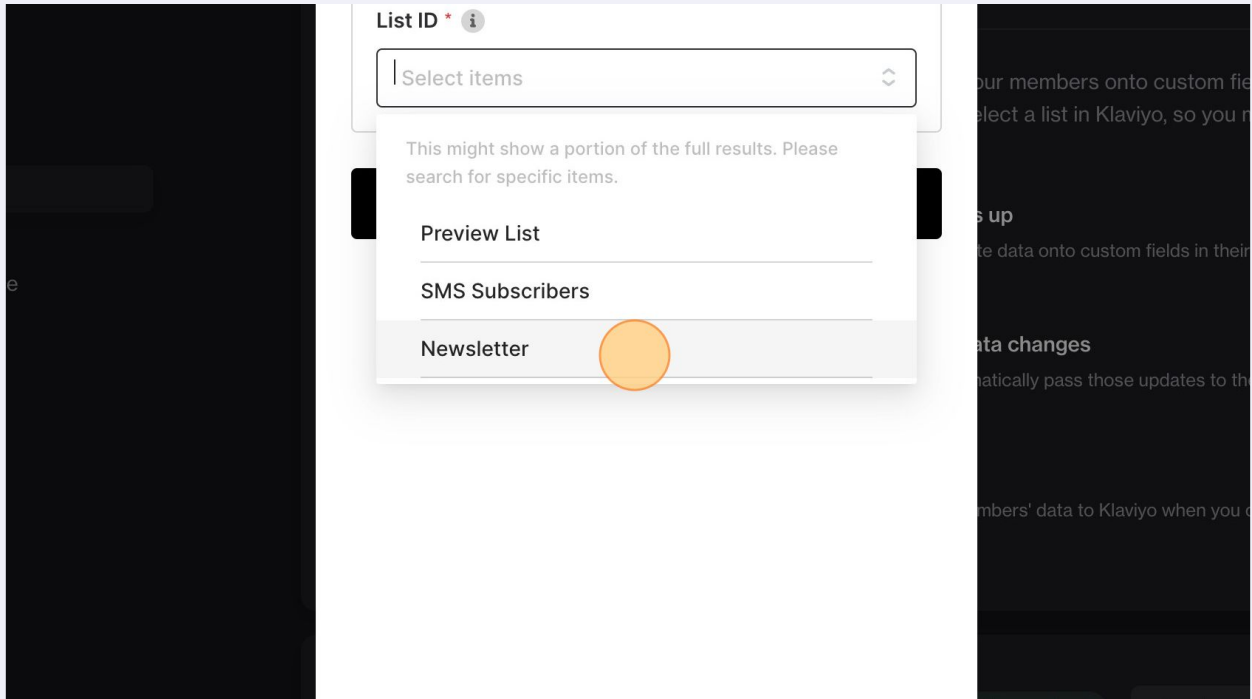 List ID * i
Select items
This might show a portion of the full results. Please
search for specific items.
Preview List
SMS Subscribers
Newsletter
e
our members onto custom fie
elect a list in Klaviyo, so you
s up
te data onto custom fields in their
ata changes
natically pass those updates to the
mbers' data to Klaviyo when you